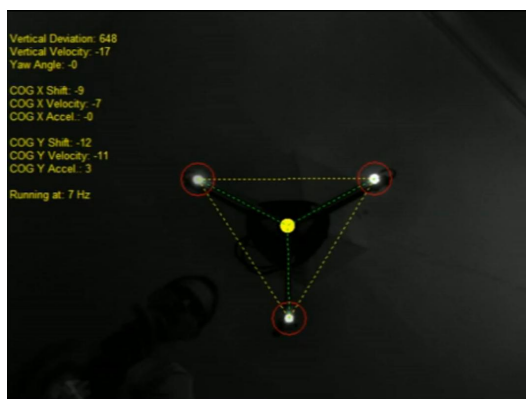 Vertical Deviation: 648
Vertical Velocity: -17
Yaw Angle: -0
COG X Shift: -9
COG X Velocity: -7
COG X Accel.: -0
COG Y Shift: -12
COG Y Velocity: -11
COG Y Accel.: 3
Running at: 7 Hz